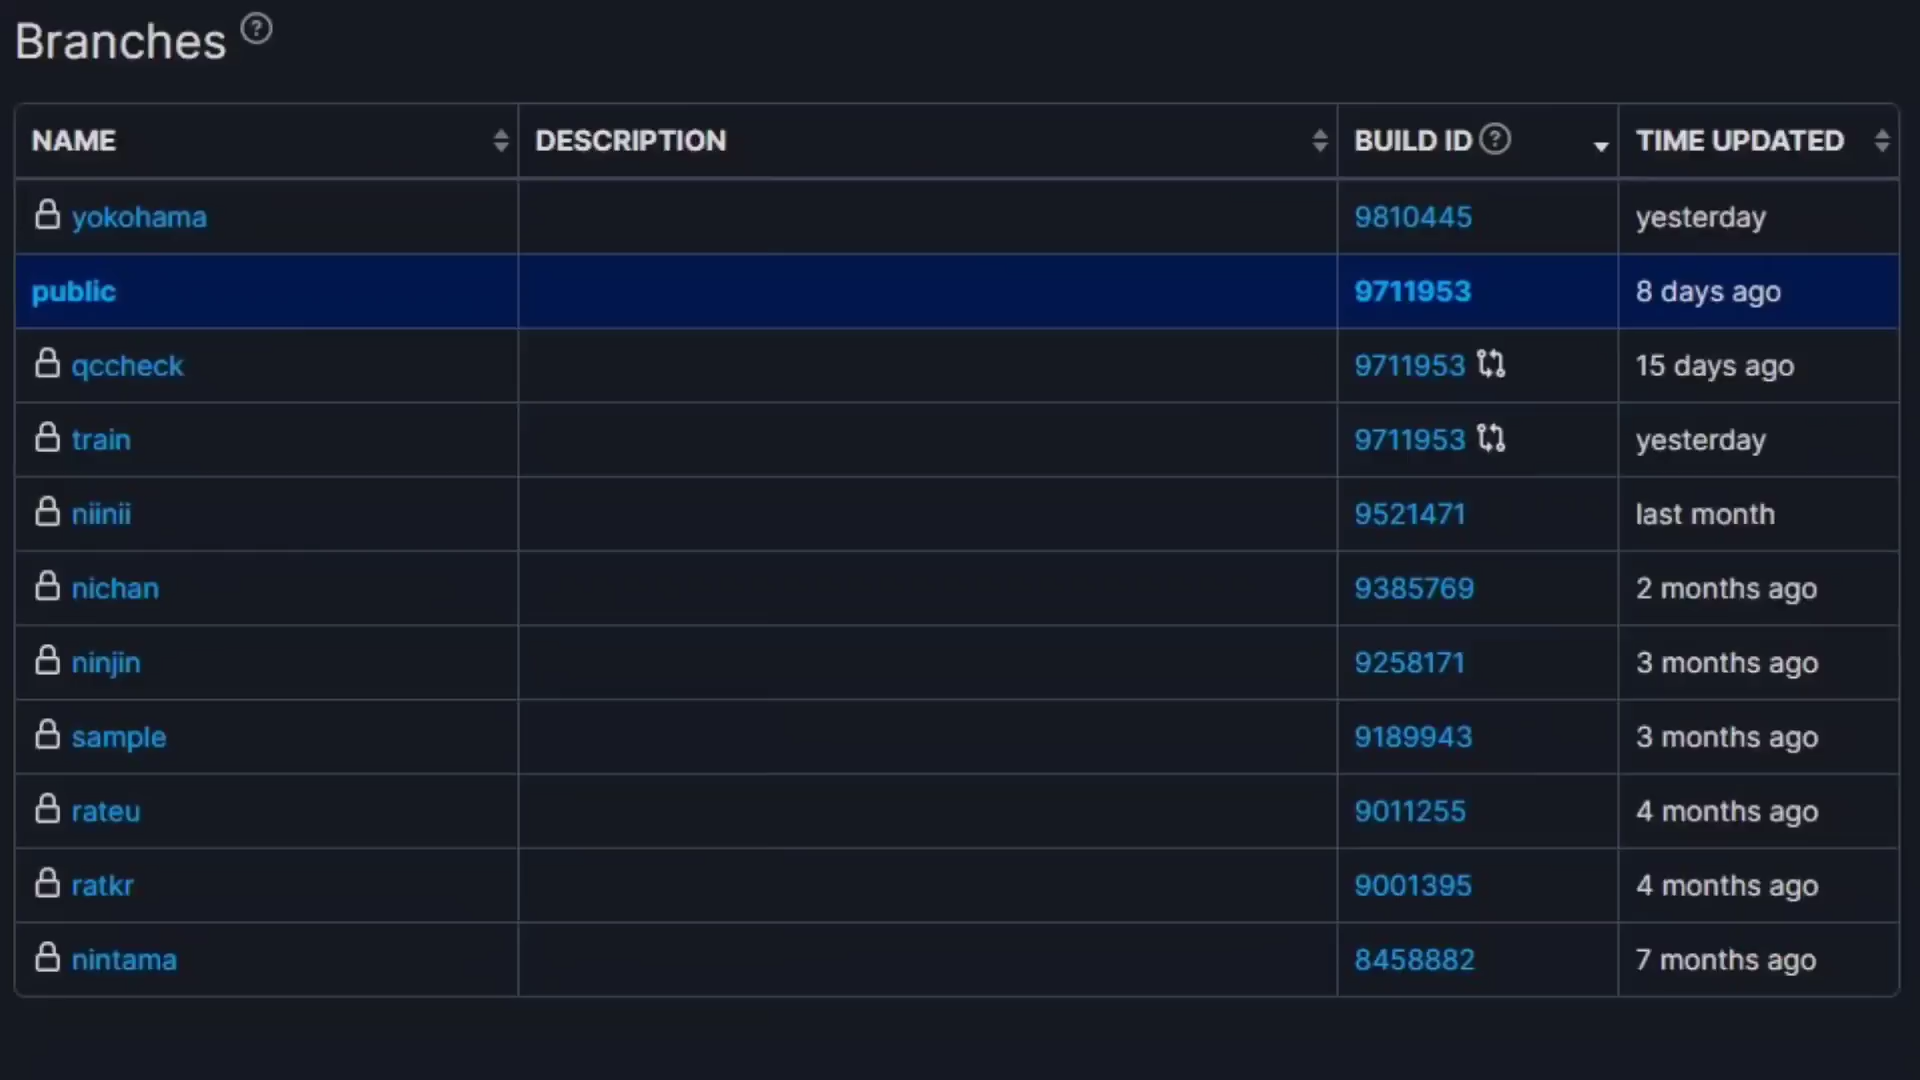 Branches ?
NAME DESCRIPTION BUILD ID ? TIME UPDATED
yokohama 9810445 yesterday
public 9711953 8 days ago
qccheck 9711953 15 days ago
train 9711953 yesterday
niinii 9521471 last month
nichan 9385769 2 months ago
ninjin 9258171 3 months ago
sample 9189943 3 months ago
rateu 9011255 4 months ago
ratkr 9001395 4 months ago
nintama 8458882 7 months ago